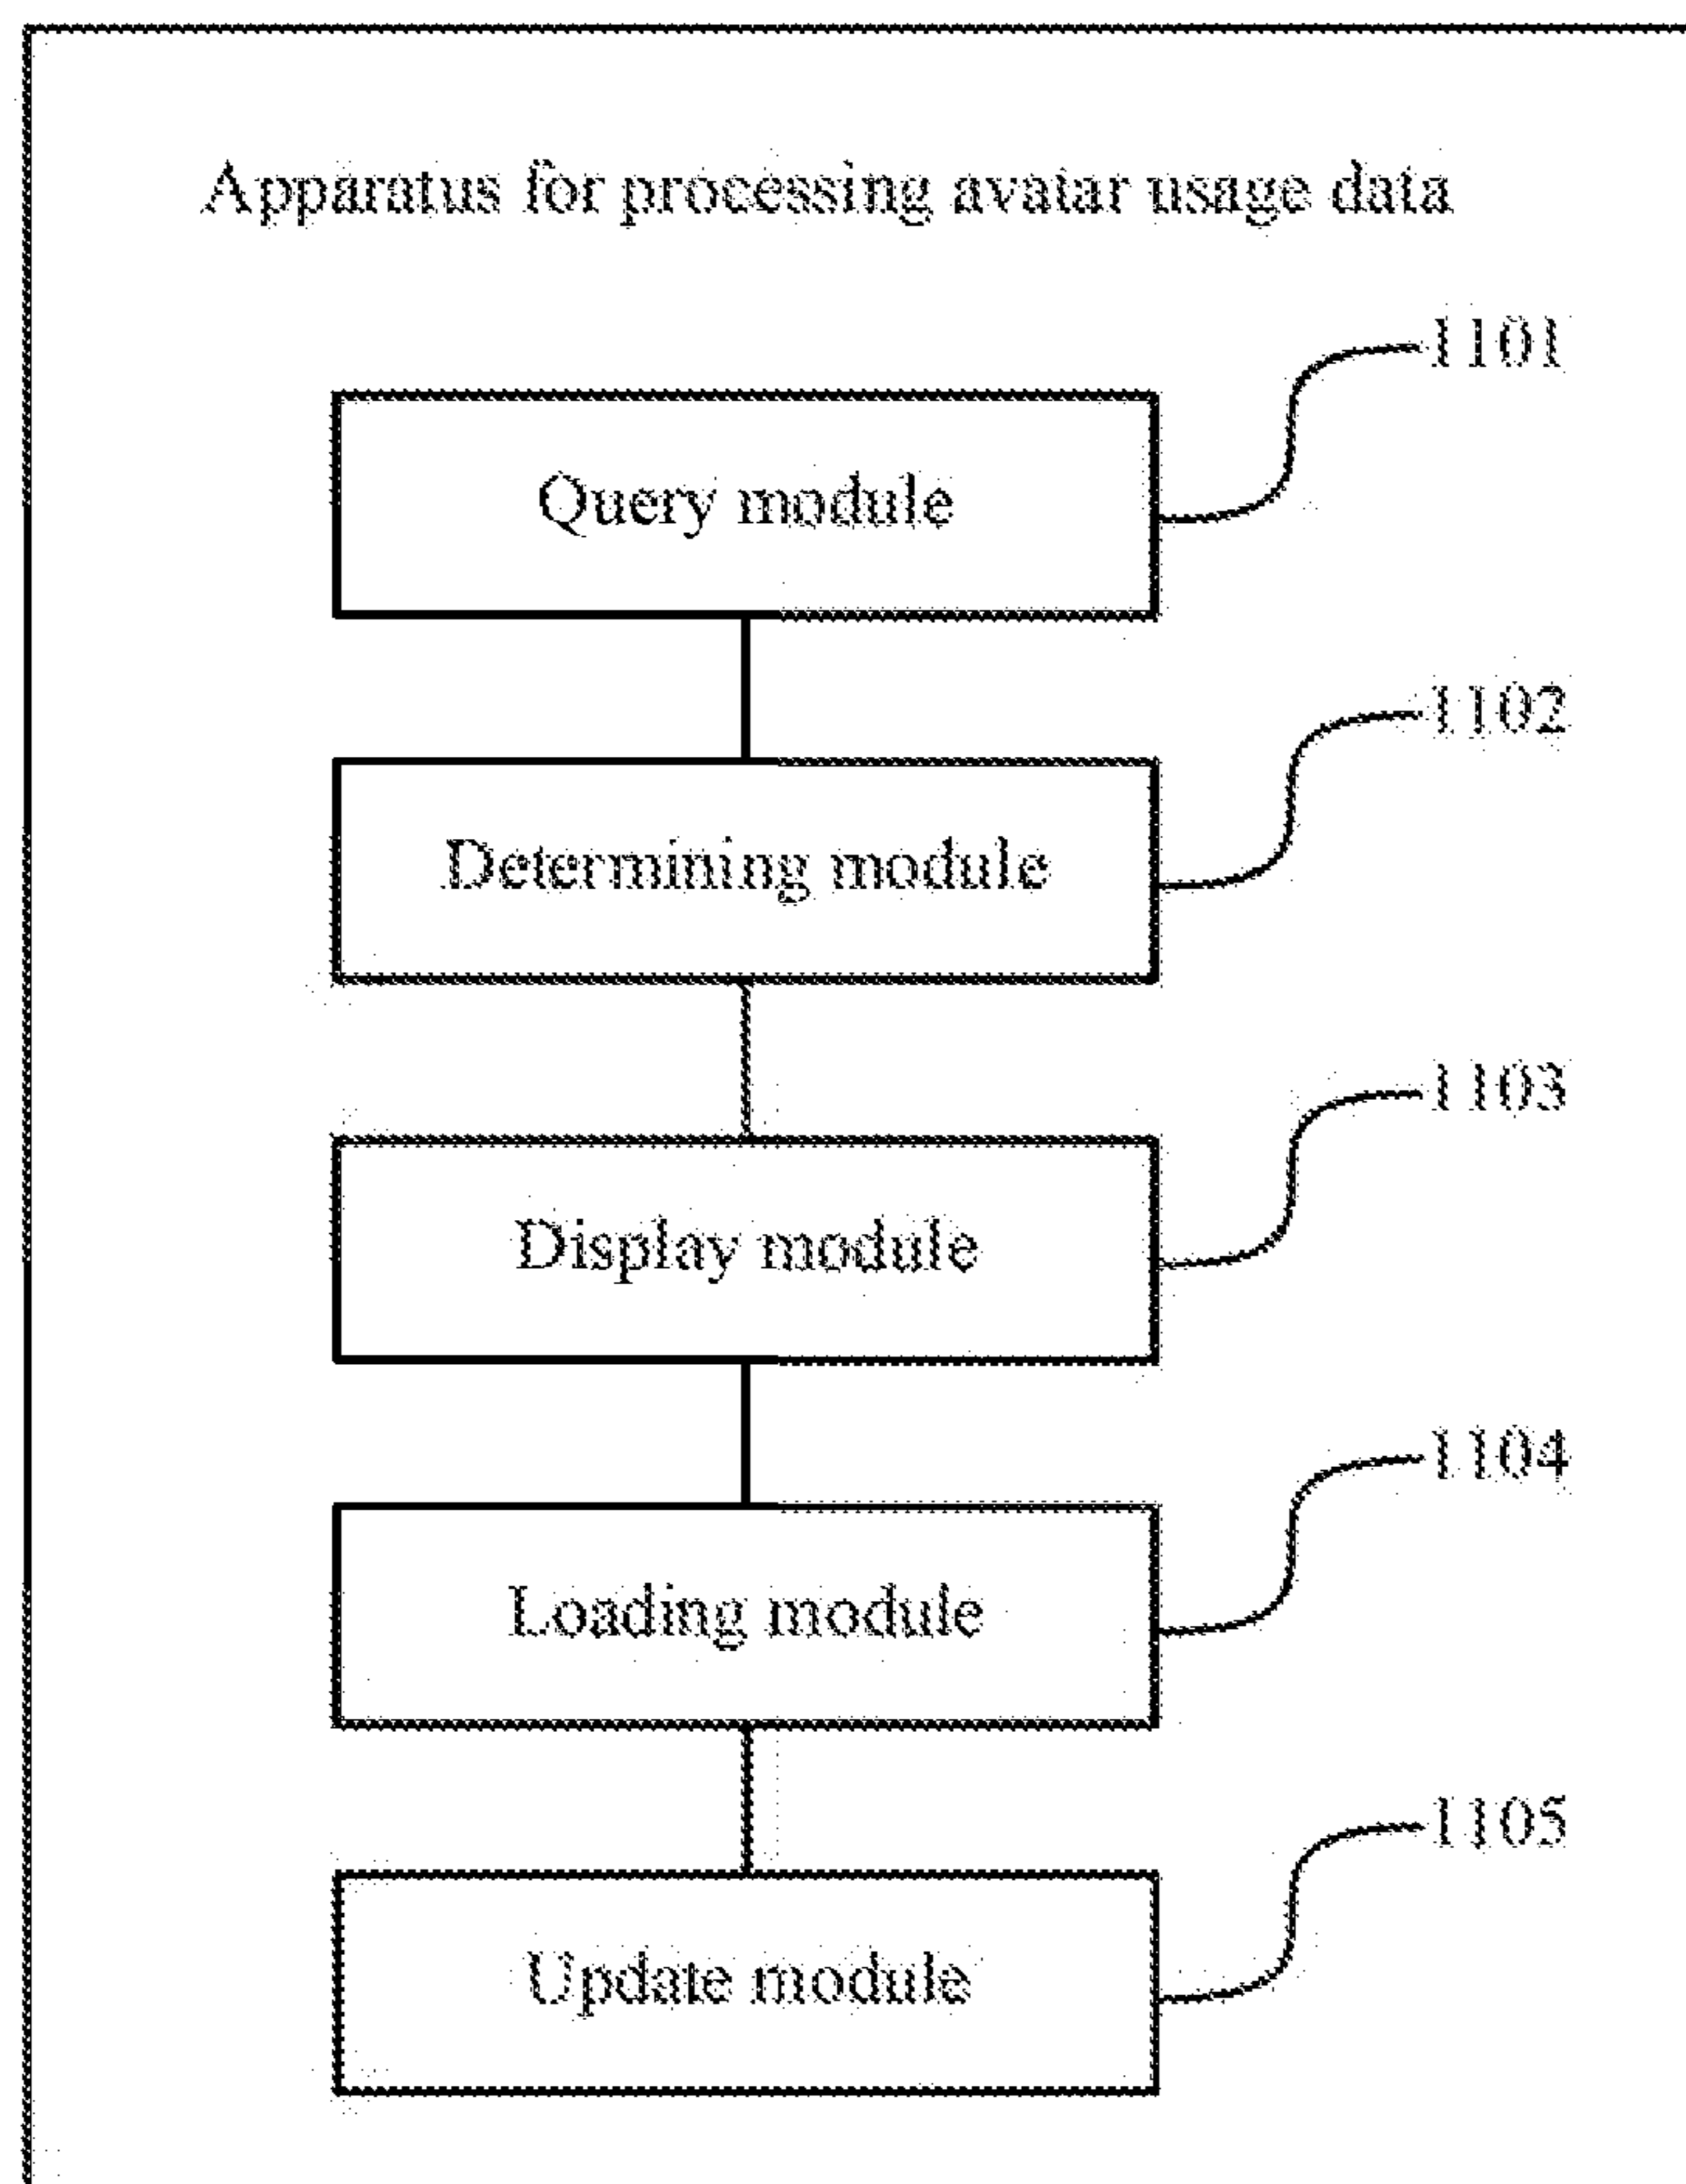 Apparatus for processing avatar usage data
1101
Query module
1102
Determining module
1103
Display module
1104
Loading module
1105
Update module